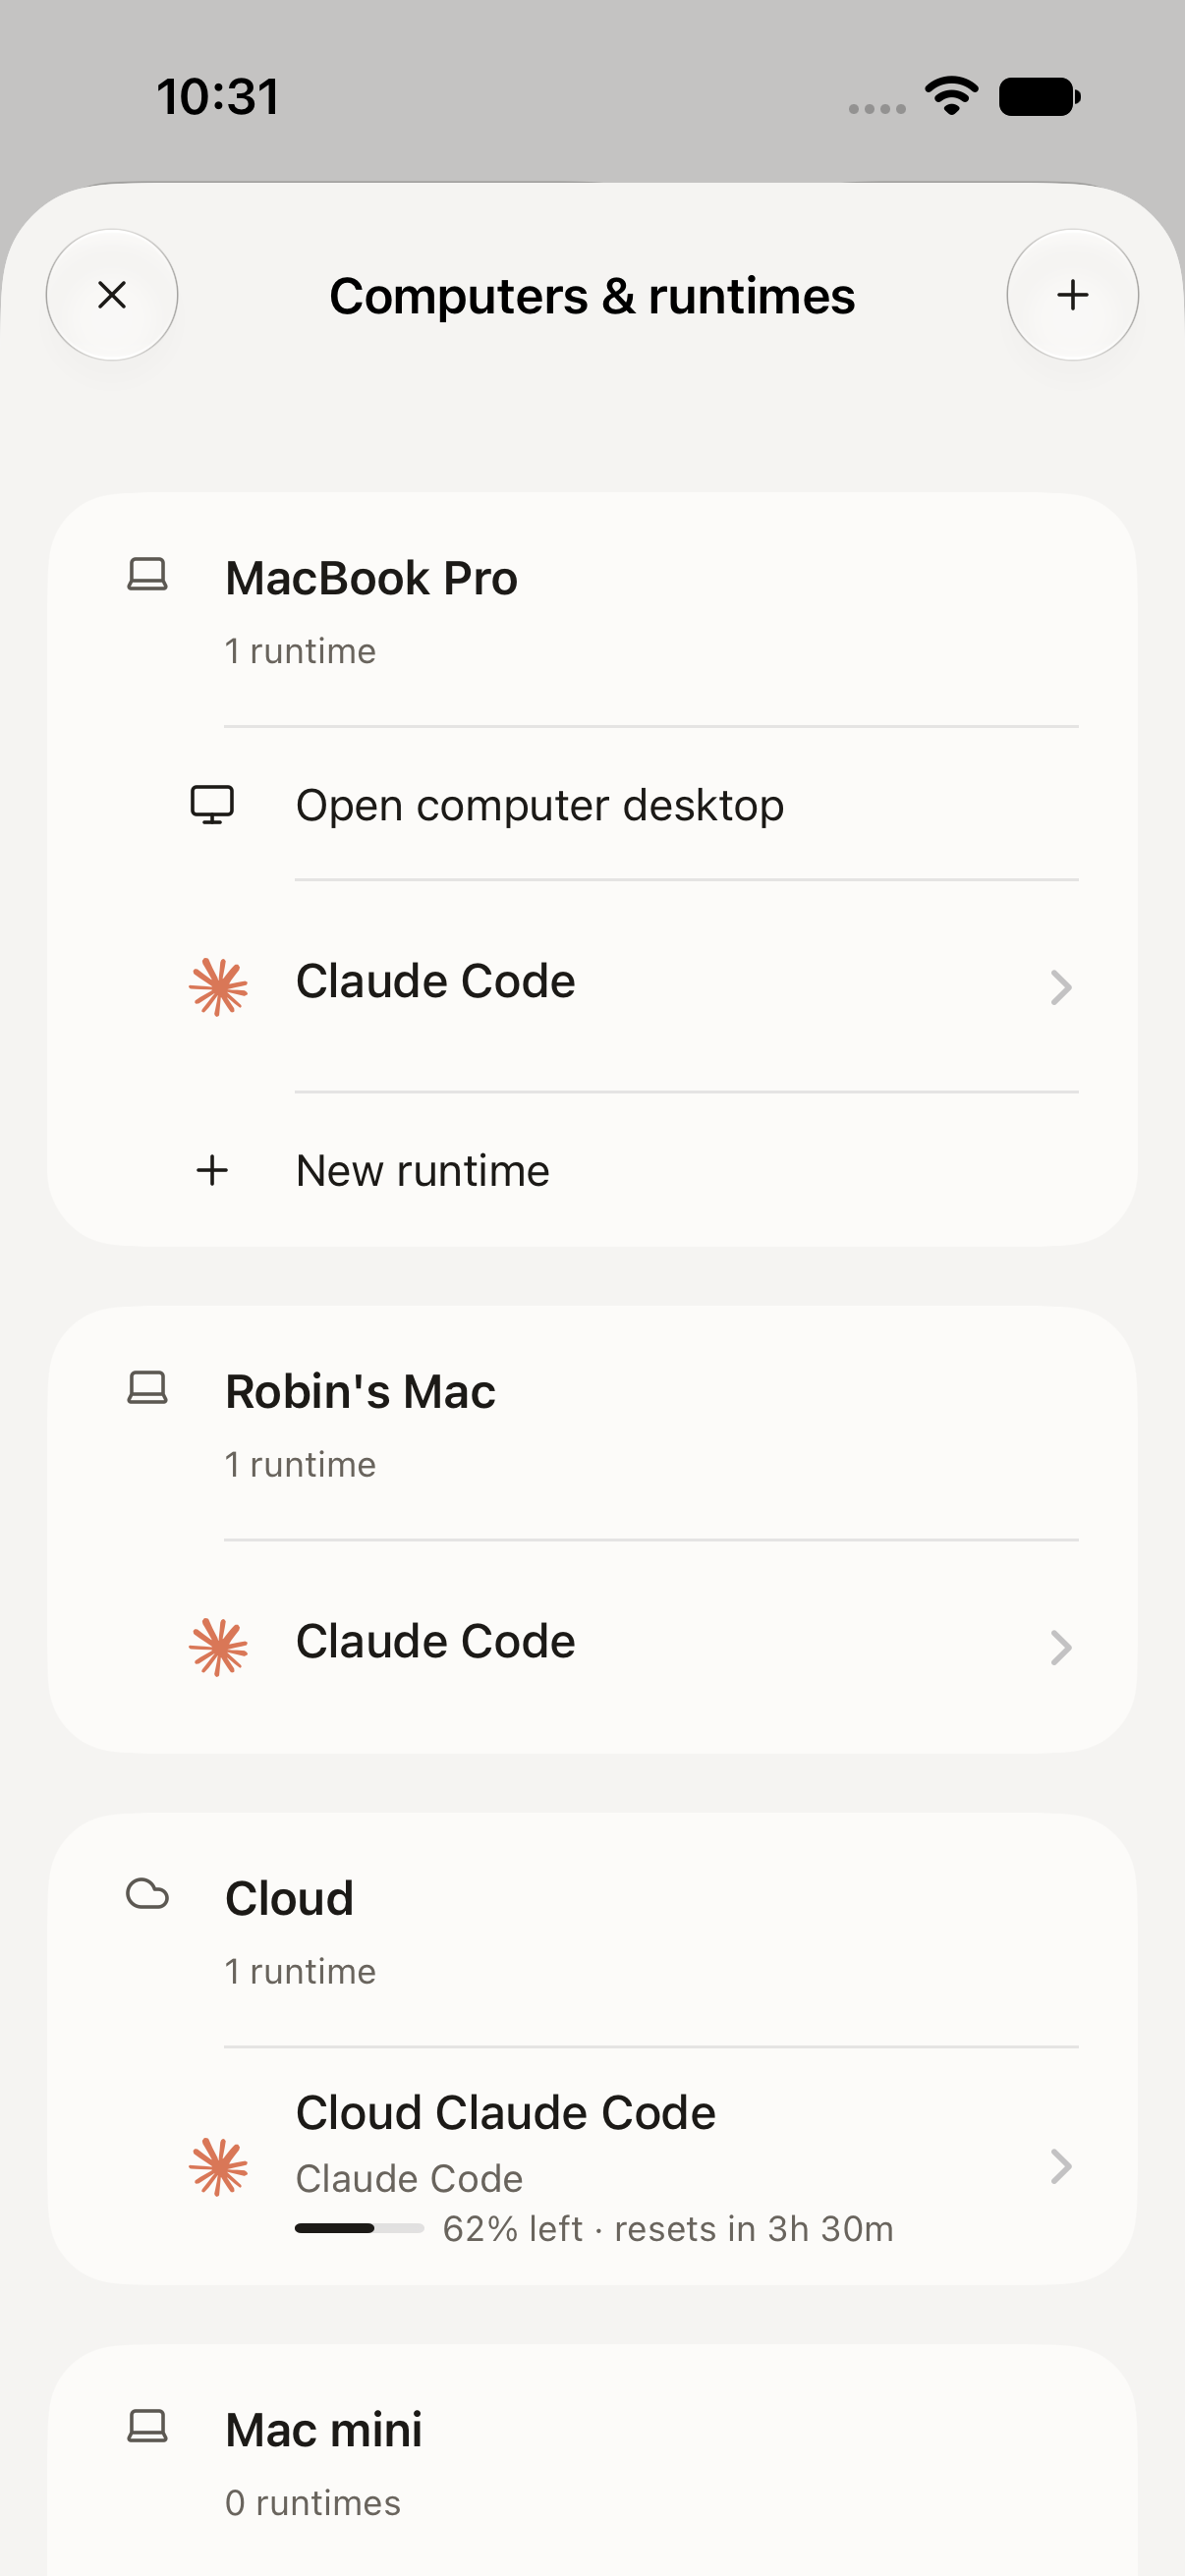 10:31
Computers & runtimes
MacBook Pro
1 runtime
Open computer desktop
Claude Code
New runtime
Robin's Mac
1 runtime
Claude Code
Cloud
1 runtime
Cloud Claude Code
Claude Code
62% left · resets in 3h 30m
Mac mini
0 runtimes